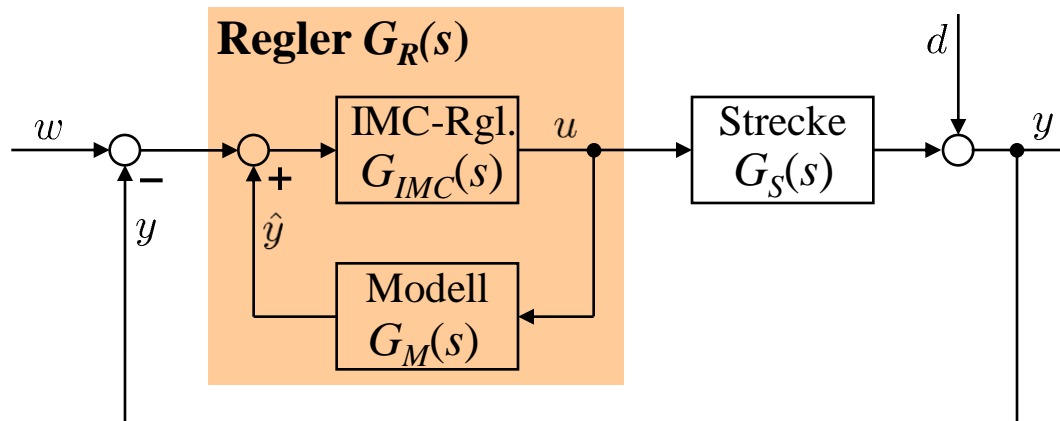 Regler G_R(s)
d
w
IMC-Rgl.
G_IMC(s)
u
Strecke
G_S(s)
y
−
+
y
ŷ
Modell
G_M(s)